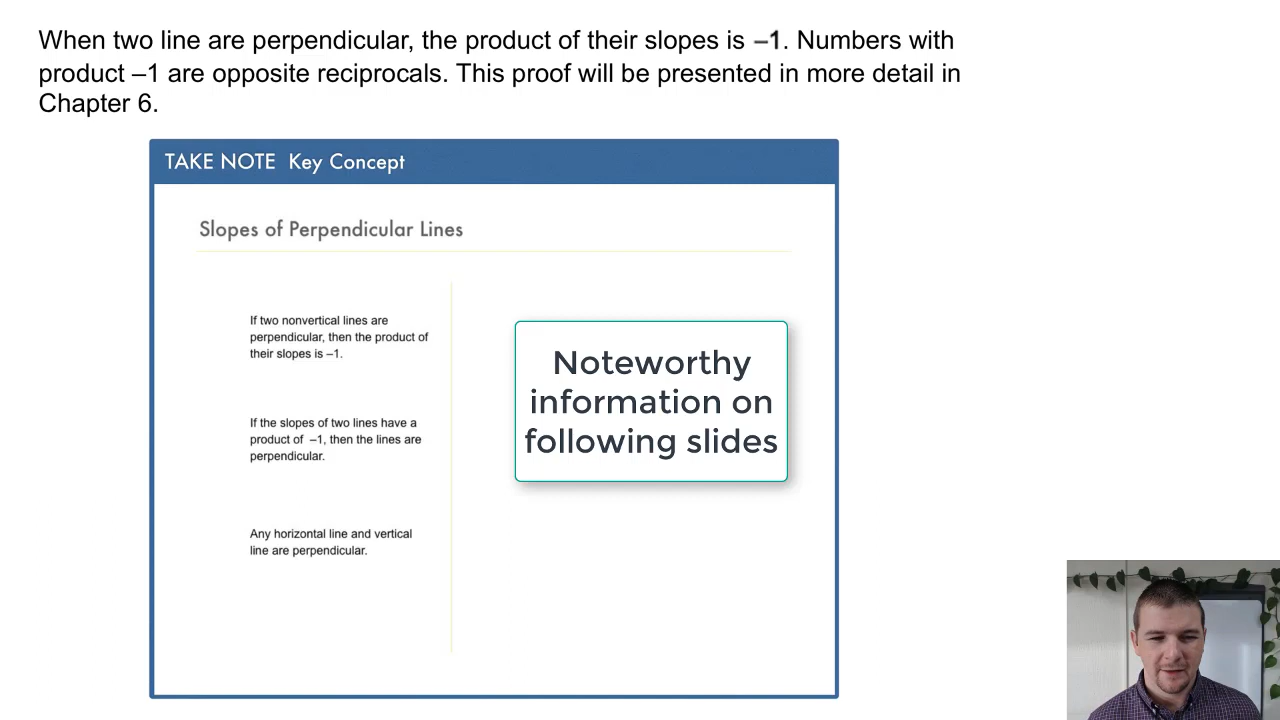 When two line are perpendicular, the product of their slopes is –1. Numbers with
product –1 are opposite reciprocals. This proof will be presented in more detail in
Chapter 6.
TAKE NOTE Key Concept
Slopes of Perpendicular Lines
If two nonvertical lines are
perpendicular, then the product of
their slopes is –1.
If the slopes of two lines have a
product of –1, then the lines are
perpendicular.
Any horizontal line and vertical
line are perpendicular.
Noteworthy
information on
following slides